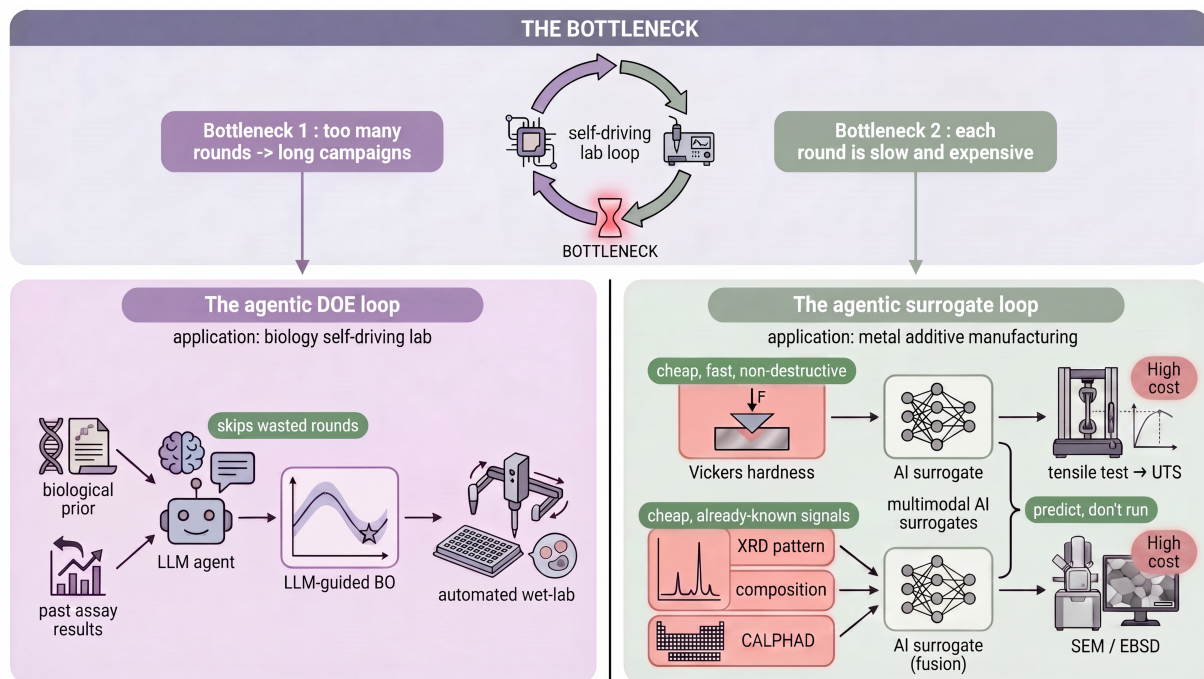 THE BOTTLENECK
Bottleneck 1 : too many
rounds -> long campaigns
self-driving
lab loop
BOTTLENECK
Bottleneck 2 : each
round is slow and expensive
The agentic DOE loop
application: biology self-driving lab
skips wasted rounds
biological
prior
past assay
results
LLM agent
LLM-guided BO
automated wet-lab
The agentic surrogate loop
application: metal additive manufacturing
cheap, fast, non-destructive
F
Vickers hardness
AI surrogate
High
cost
tensile test → UTS
multimodal AI
surrogates
predict, don't run
cheap, already-known signals
XRD pattern
composition
CALPHAD
AI surrogate
(fusion)
High
cost
SEM / EBSD